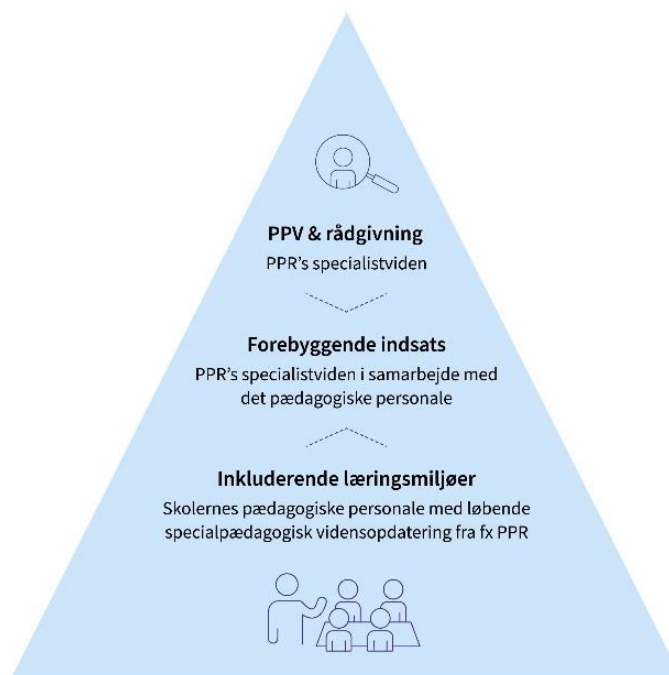 PPV & rådgivning
PPR’s specialistviden
Forebyggende indsats
PPR’s specialistviden i samarbejde med
det pædagogiske personale
Inkluderende læringsmiljøer
Skolernes pædagogiske personale med løbende
specialpædagogisk vidensopdatering fra fx PPR